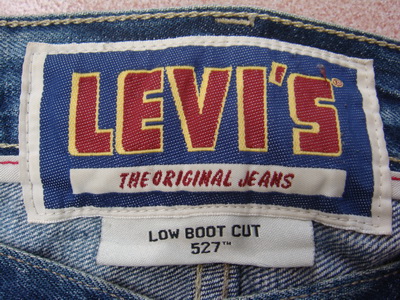 LEVI'S®
THE ORIGINAL JEANS
LOW BOOT CUT
527™